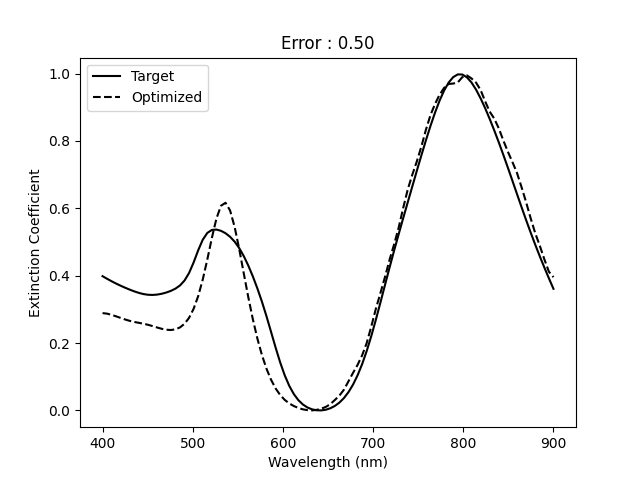 Error : 0.50
Target
Optimized
Extinction Coefficient
1.0
0.8
0.6
0.4
0.2
0.0
400 500 600 700 800 900
Wavelength (nm)